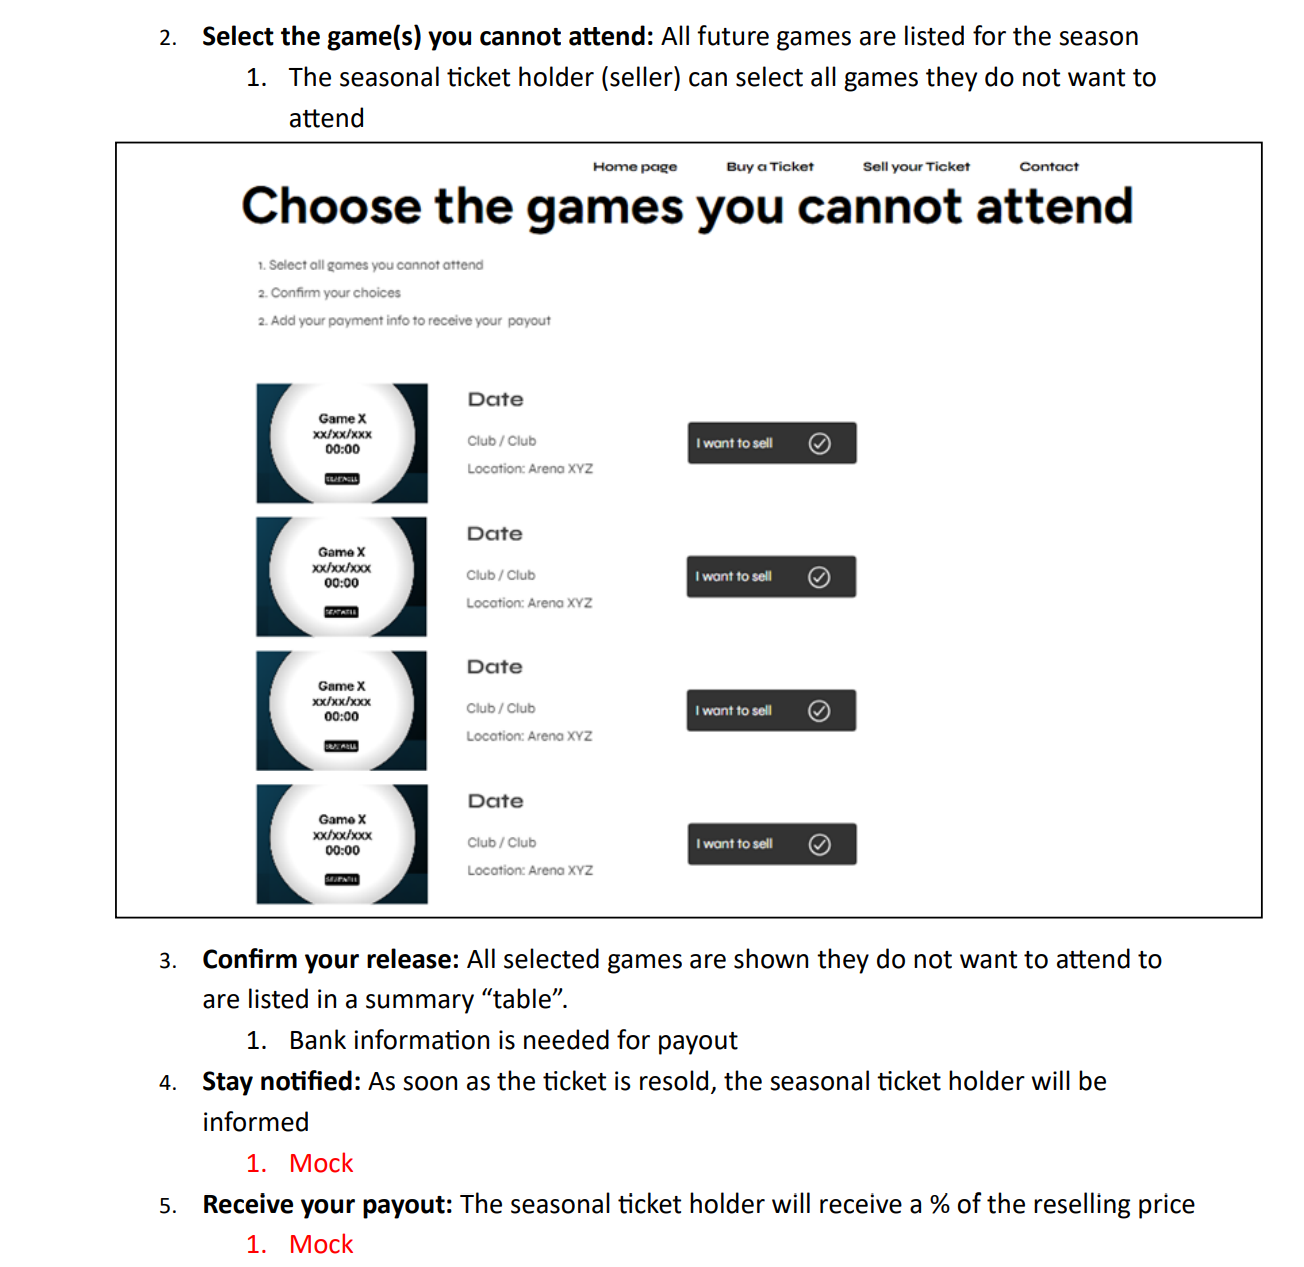 2. Select the game(s) you cannot attend: All future games are listed for the season
1. The seasonal ticket holder (seller) can select all games they do not want to
attend
Home page Buy a Ticket Sell your Ticket Contact
Choose the games you cannot attend
1. Select all games you cannot attend
2. Confirm your choices
2. Add your payment info to receive your payout
Game X
xx/xx/xxx
00:00
Date
Club / Club
Location: Arena XYZ
I want to sell
Game X
xx/xx/xxx
00:00
Date
Club / Club
Location: Arena XYZ
I want to sell
Game X
xx/xx/xxx
00:00
Date
Club / Club
Location: Arena XYZ
I want to sell
Game X
xx/xx/xxx
00:00
Date
Club / Club
Location: Arena XYZ
I want to sell
3. Confirm your release: All selected games are shown they do not want to attend to
are listed in a summary “table”.
1. Bank information is needed for payout
4. Stay notified: As soon as the ticket is resold, the seasonal ticket holder will be
informed
1. Mock
5. Receive your payout: The seasonal ticket holder will receive a % of the reselling price
1. Mock